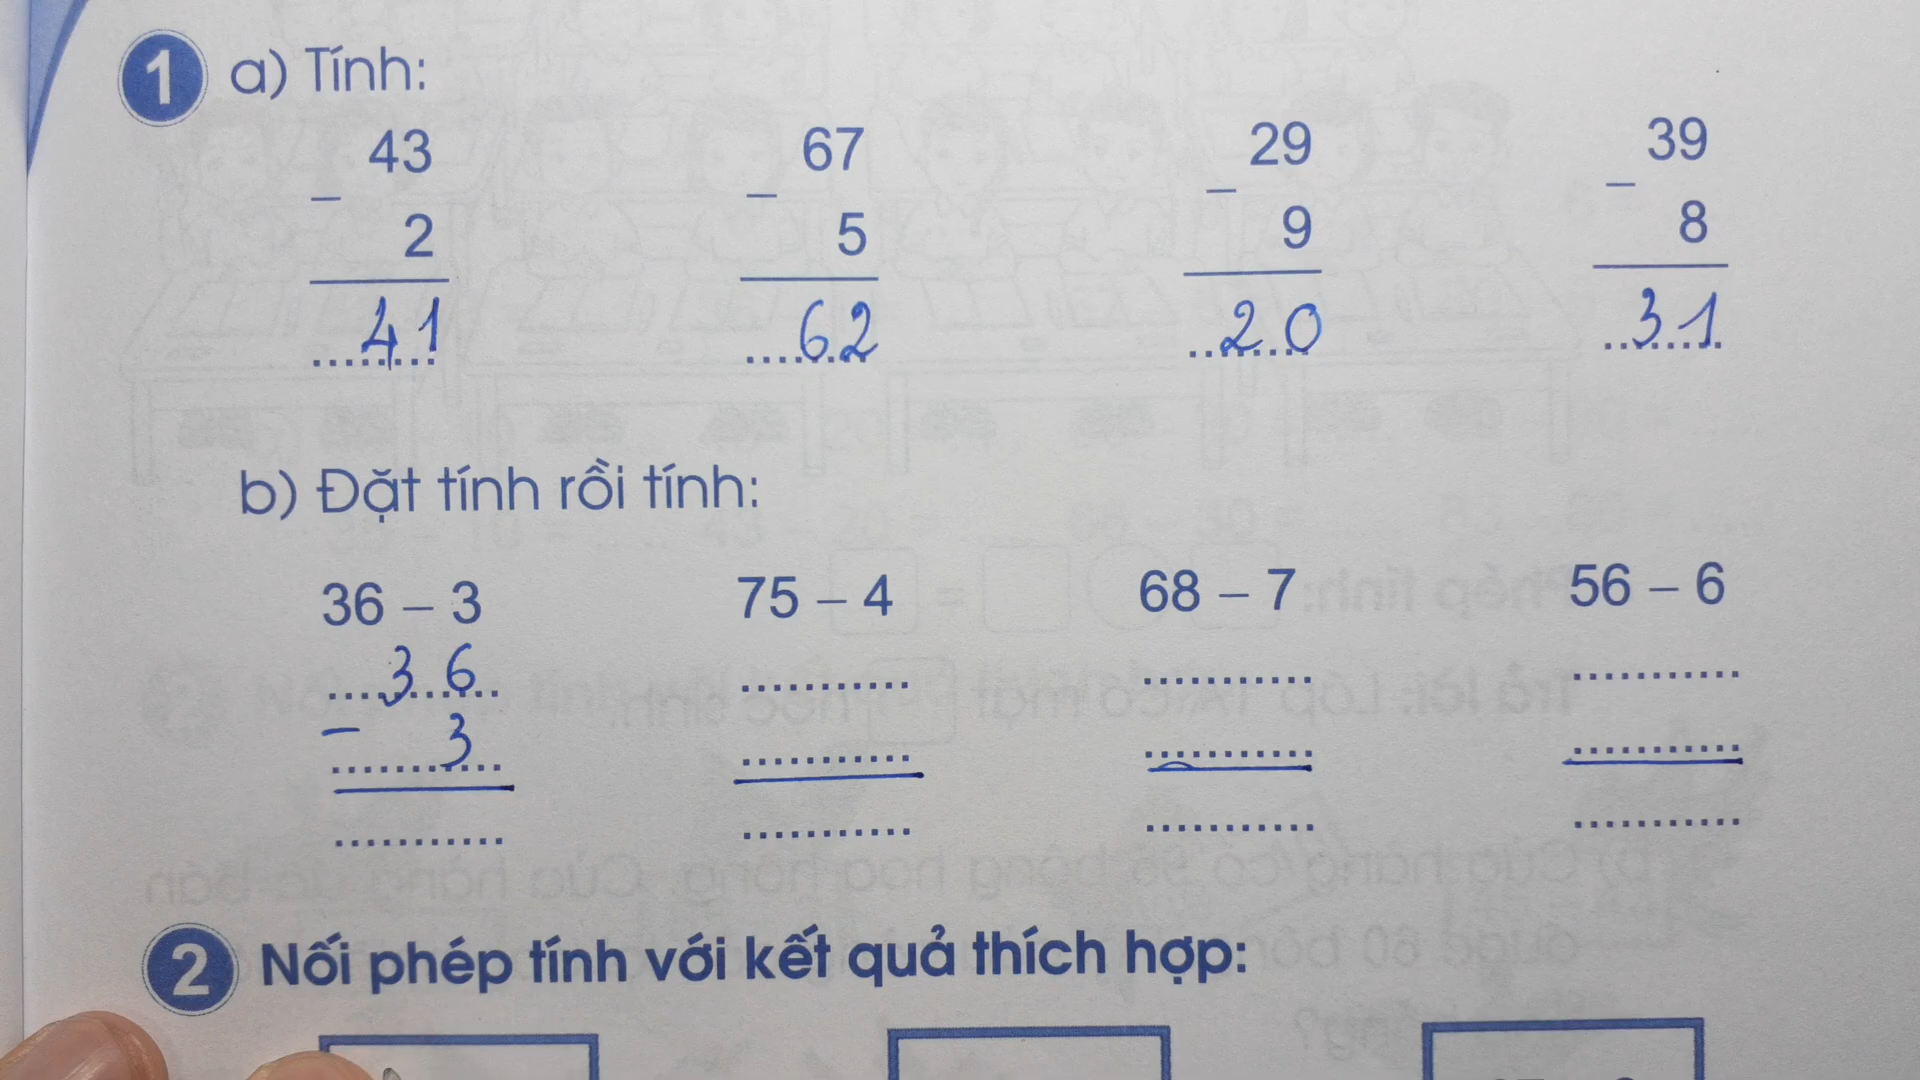 1 a) Tính:
43 67 29 39
– – – –
2 5 9 8
41 62 20 31
b) Đặt tính rồi tính:
36 – 3 75 – 4 68 – 7 56 – 6
36
– 3
2 Nối phép tính với kết quả thích hợp: